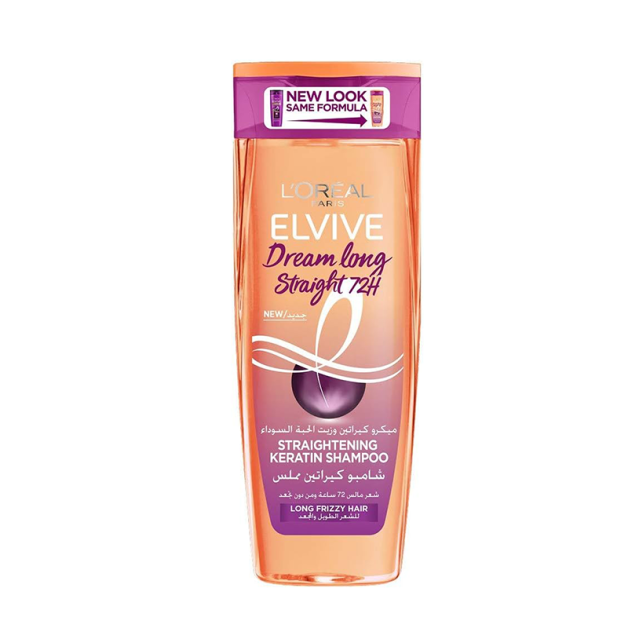 NEW LOOK
SAME FORMULA
L'ORÉAL
PARIS
ELVIVE
Dream long
Straight 72H
NEW/جديد
ميكرو كيراتين وزيت الحبة السوداء
STRAIGHTENING
KERATIN SHAMPOO
شامبو كيراتين مملس
شعر مالس 72 ساعة ومن دون تجعد
LONG FRIZZY HAIR
للشعر الطويل والمجعد